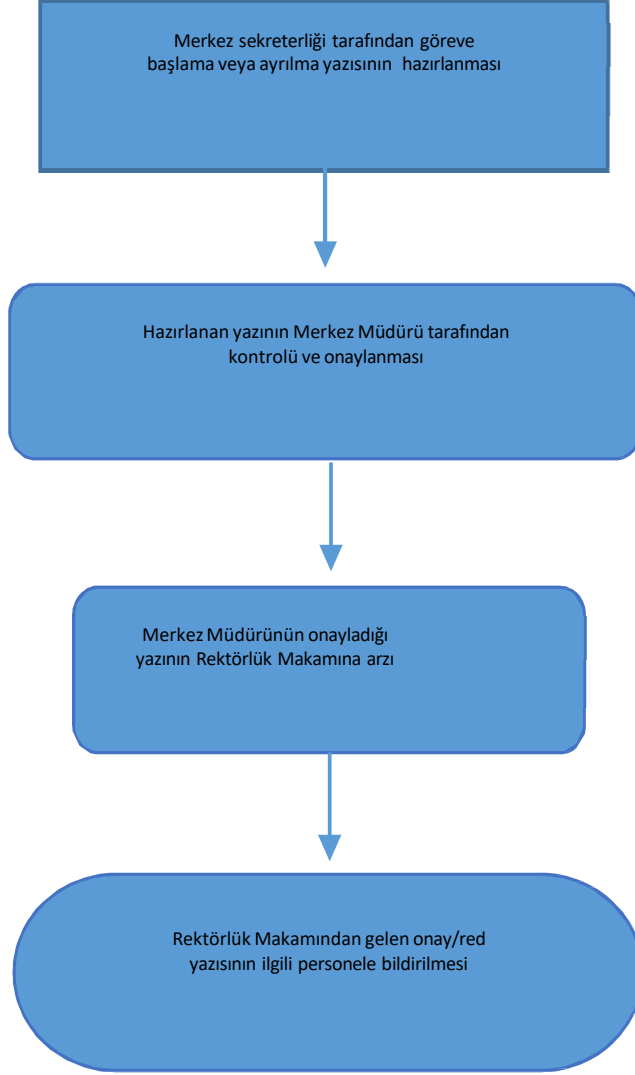 Merkez sekreterliği tarafından göreve
başlama veya ayrılma yazısının hazırlanması
Hazırlanan yazının Merkez Müdürü tarafından
kontrolü ve onaylanması
Merkez Müdürünün onayladığı
yazının Rektörlük Makamına arzı
Rektörlük Makamından gelen onay/red
yazısının ilgili personele bildirilmesi